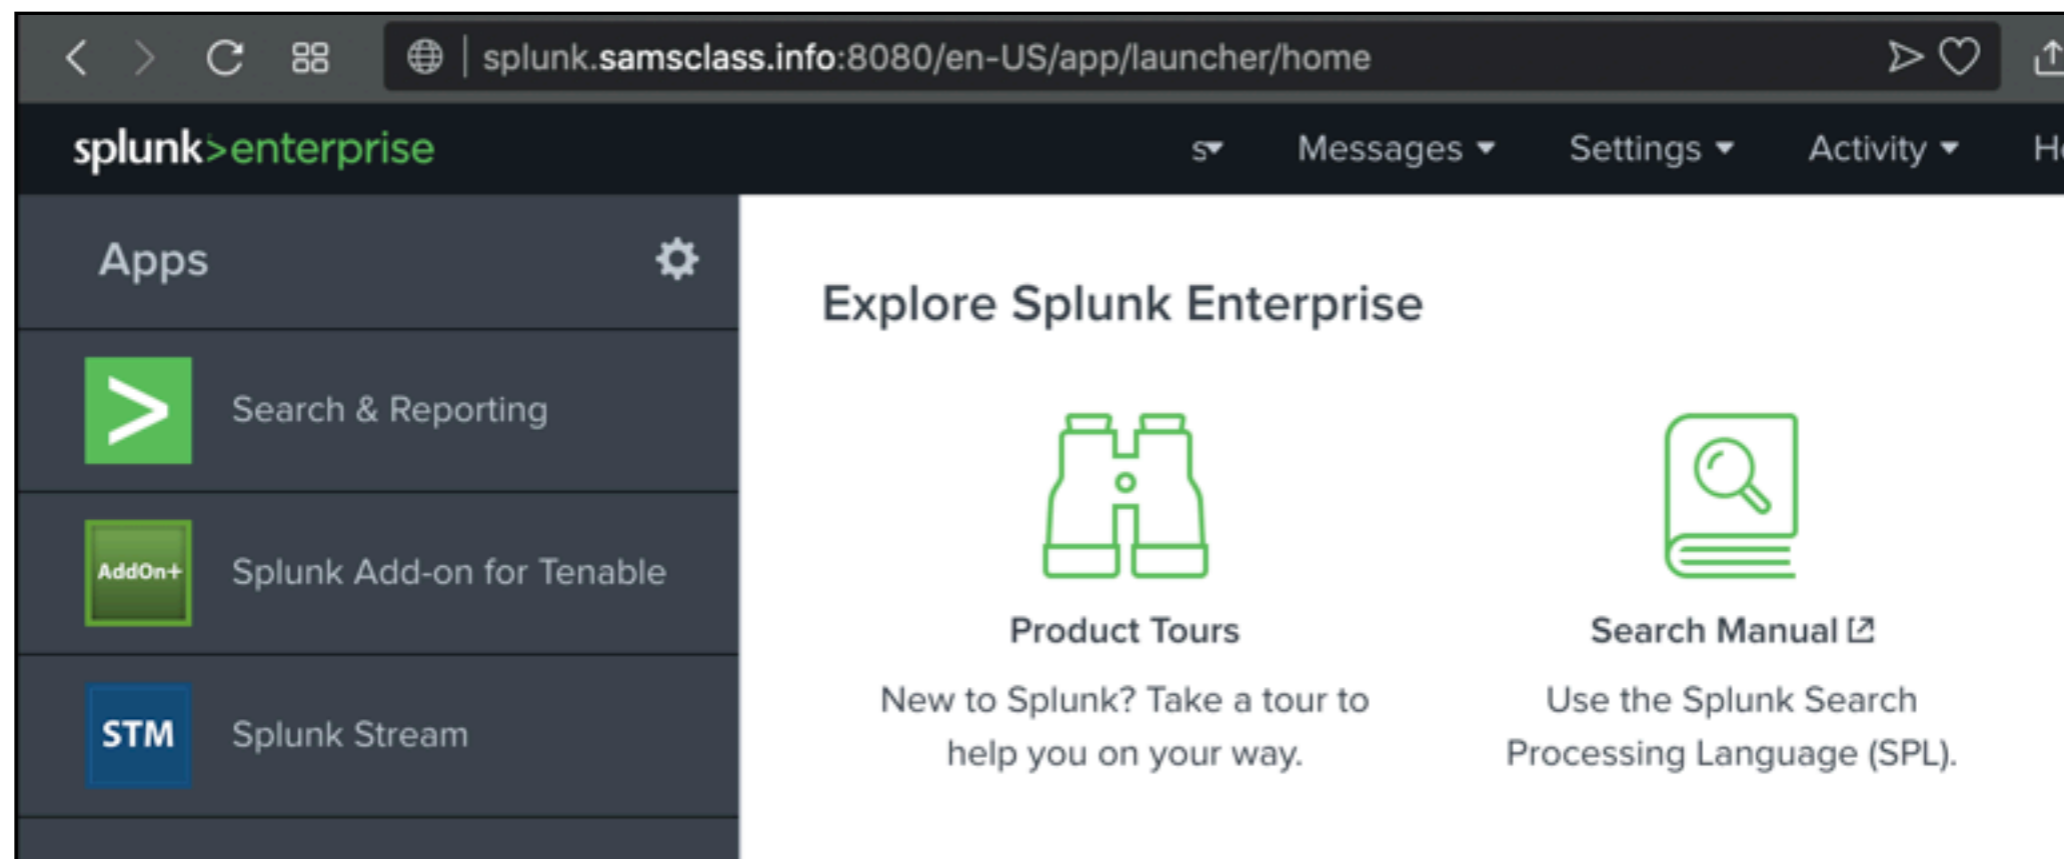 splunk.samsclass.info:8080/en-US/app/launcher/home
splunk>enterprise
s
Messages
Settings
Activity
Apps
Explore Splunk Enterprise
>
Search & Reporting
AddOn+
Splunk Add-on for Tenable
STM
Splunk Stream
Product Tours
New to Splunk? Take a tour to
help you on your way.
Search Manual
Use the Splunk Search
Processing Language (SPL).